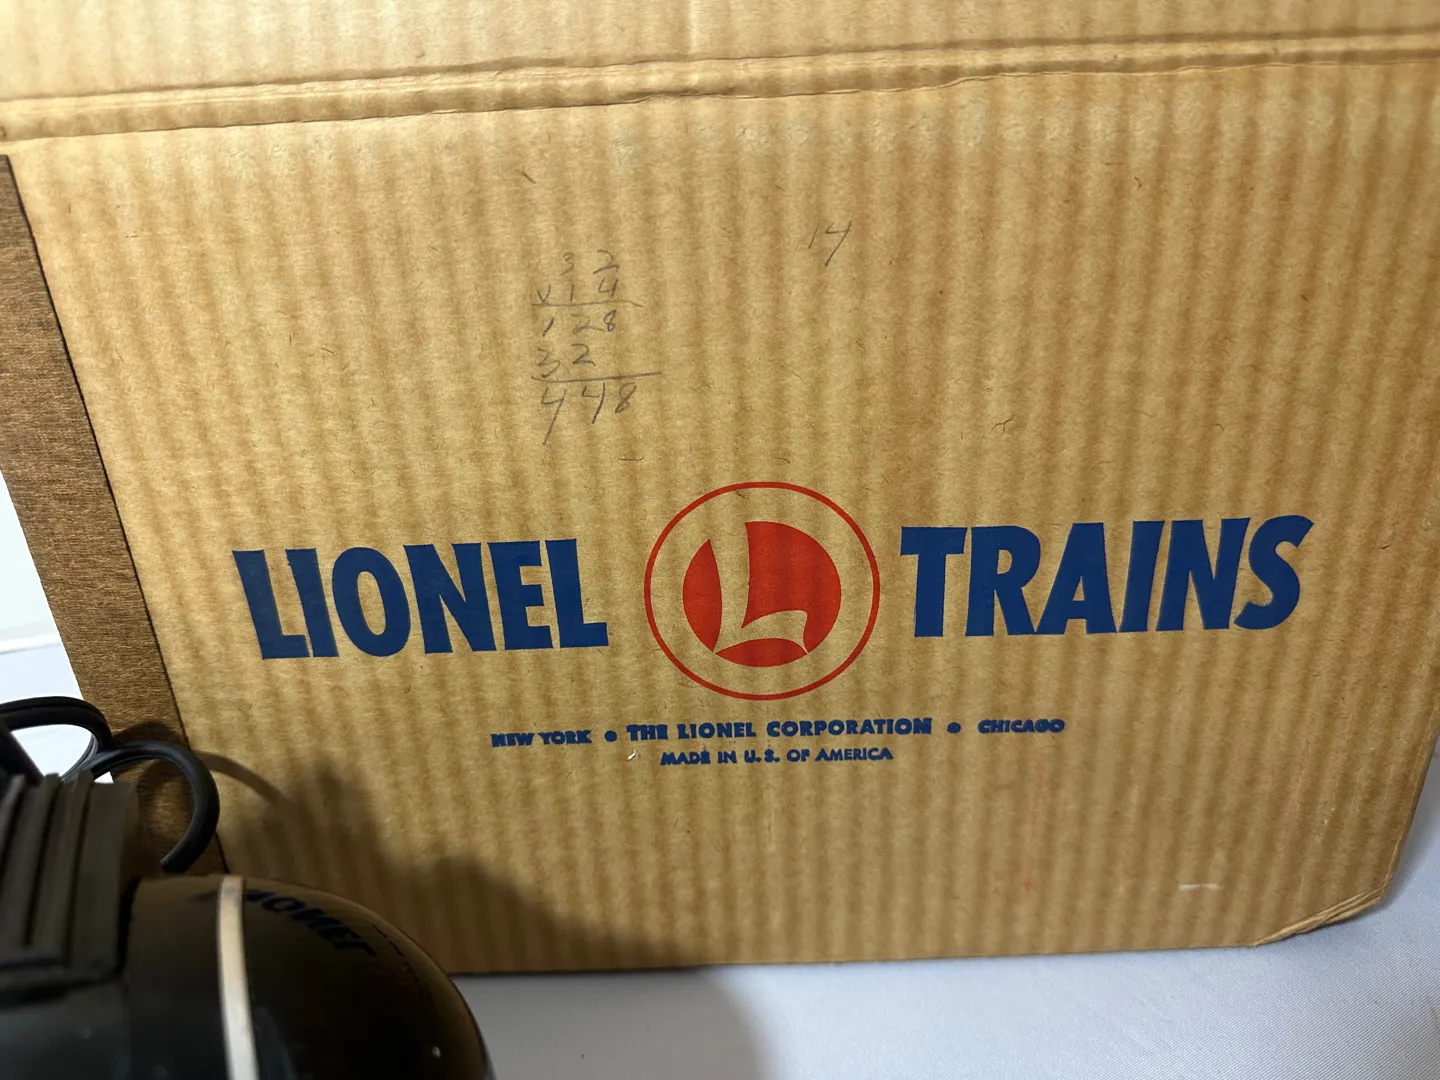 14
32
x14
128
32
448
LIONEL L TRAINS
NEW YORK • THE LIONEL CORPORATION • CHICAGO
MADE IN U.S. OF AMERICA